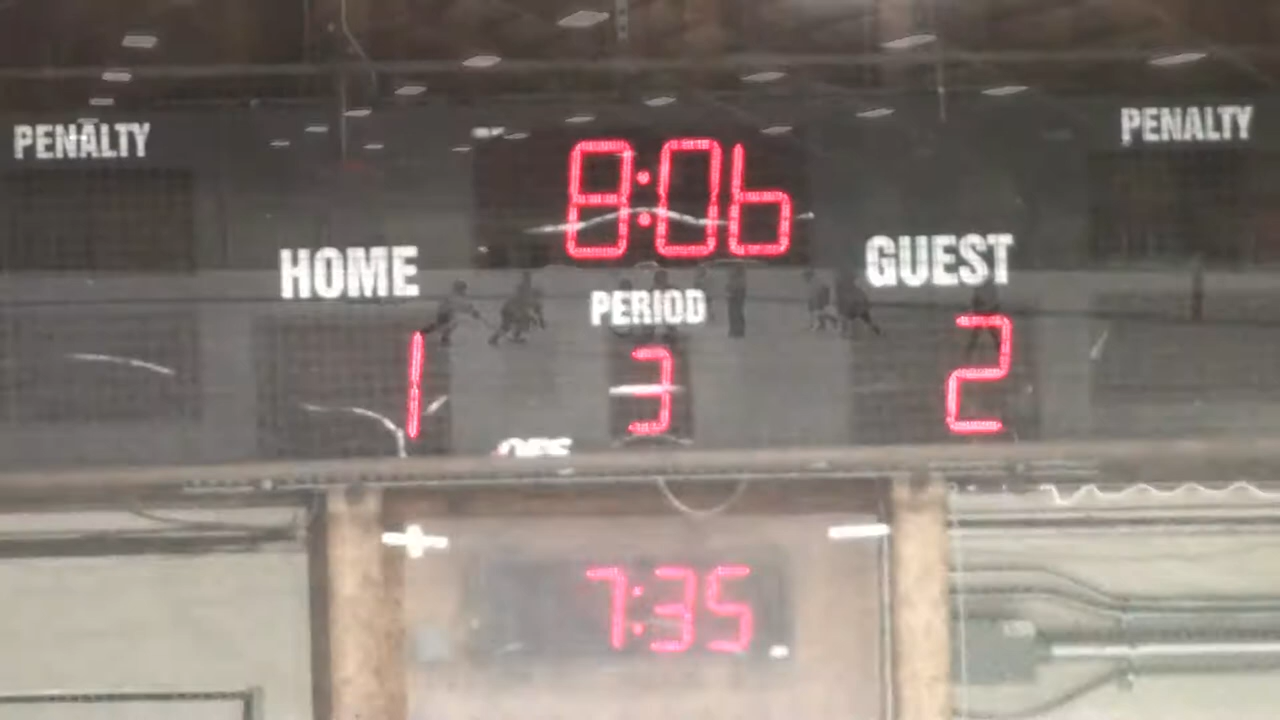 PENALTY 8:06 PENALTY
HOME GUEST
PERIOD
1 3 2
7:35